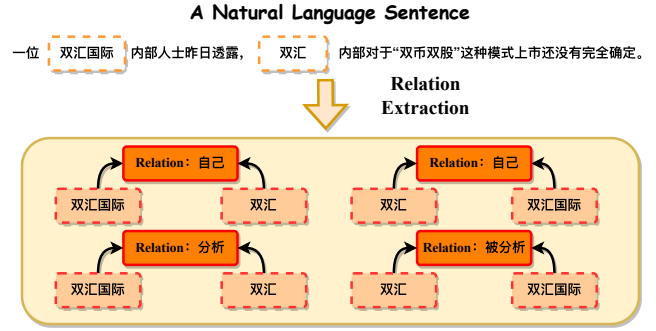 A Natural Language Sentence
一位 双汇国际 内部人士昨日透露， 双汇 内部对于“双币双股”这种模式上市还没有完全确定。
Relation
Extraction
Relation：自己 Relation：自己
双汇国际 双汇 双汇 双汇国际
Relation：分析 Relation：被分析
双汇国际 双汇 双汇 双汇国际